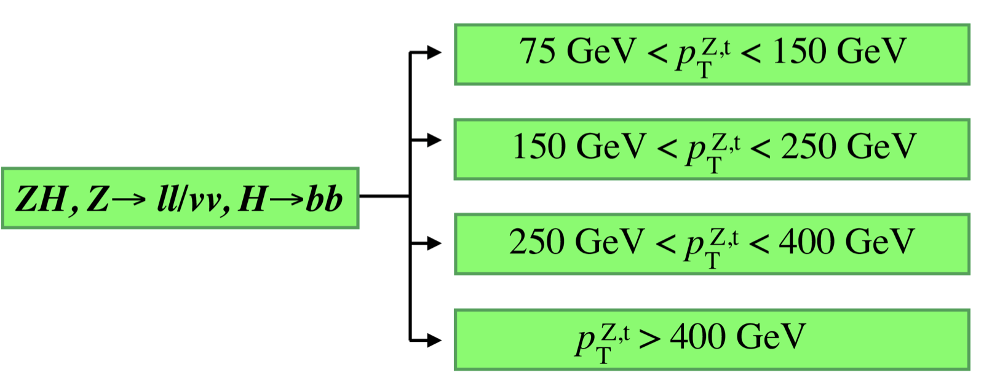 75 GeV < p_T^{Z,t} < 150 GeV
150 GeV < p_T^{Z,t} < 250 GeV
ZH, Z→ ll/νν, H→bb
250 GeV < p_T^{Z,t} < 400 GeV
p_T^{Z,t} > 400 GeV